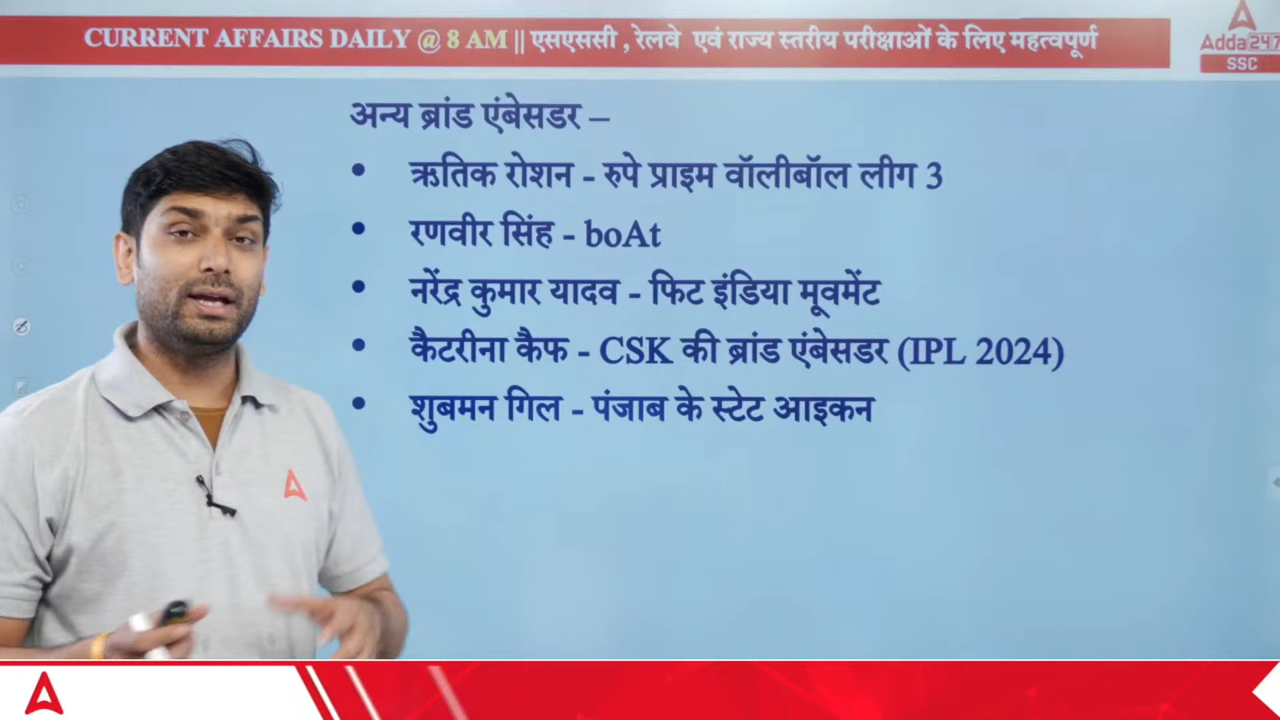 CURRENT AFFAIRS DAILY @ 8 AM || एसएससी , रेलवे एवं राज्य स्तरीय परीक्षाओं के लिए महत्वपूर्ण
Adda247
SSC
अन्य ब्रांड एंबेसडर –
• ऋतिक रोशन - रुपे प्राइम वॉलीबॉल लीग 3
• रणवीर सिंह - boAt
• नरेंद्र कुमार यादव - फिट इंडिया मूवमेंट
• कैटरीना कैफ - CSK की ब्रांड एंबेसडर (IPL 2024)
• शुबमन गिल - पंजाब के स्टेट आइकन